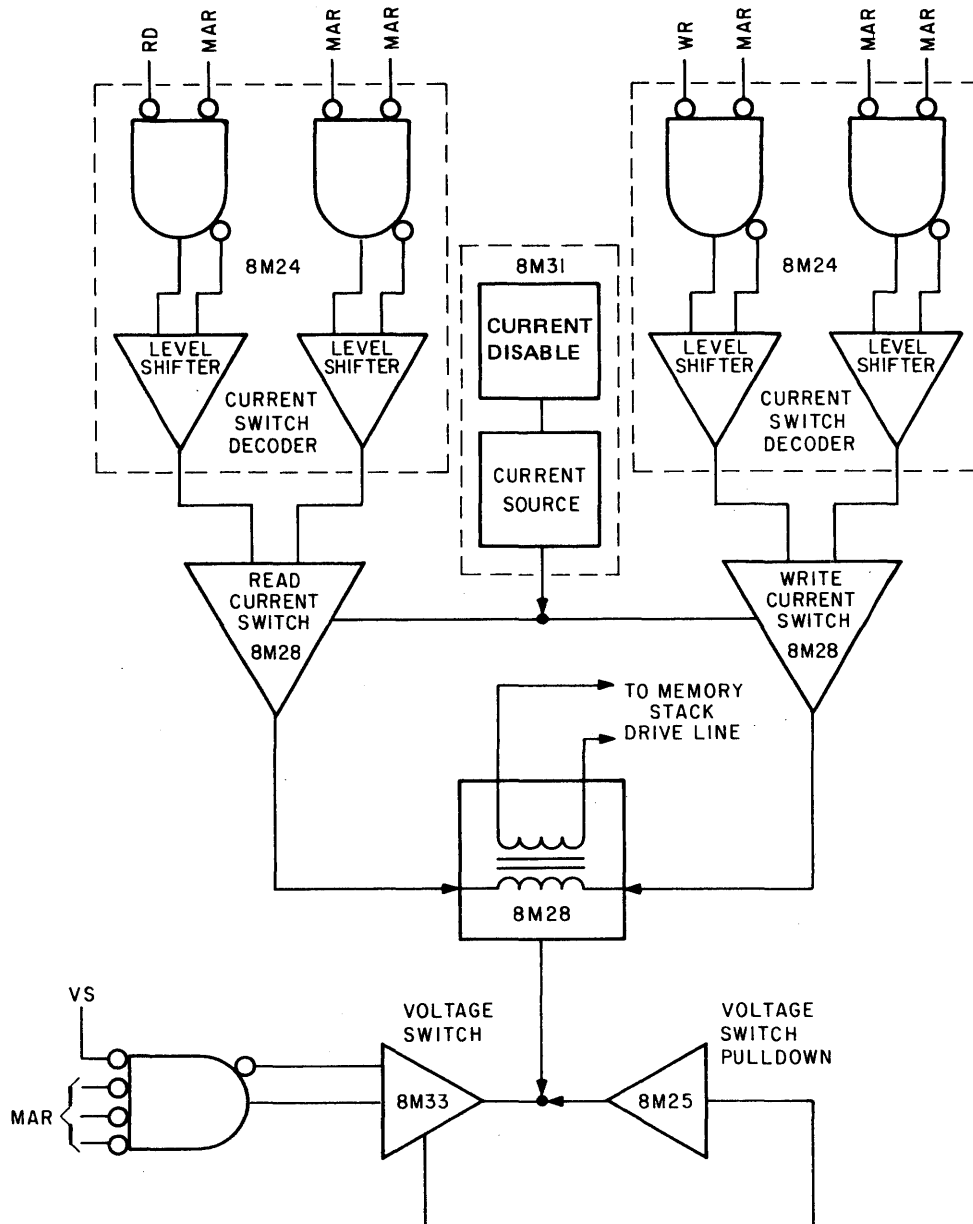 RD
MAR
MAR
MAR
WR
MAR
MAR
MAR
8M24
8M31
8M24
CURRENT
DISABLE
LEVEL
SHIFTER
LEVEL
SHIFTER
CURRENT
SWITCH
DECODER
CURRENT
SOURCE
LEVEL
SHIFTER
LEVEL
SHIFTER
CURRENT
SWITCH
DECODER
READ
CURRENT
SWITCH
8M28
WRITE
CURRENT
SWITCH
8M28
TO MEMORY
STACK
DRIVE LINE
8M28
VS
MAR
VOLTAGE
SWITCH
8M33
VOLTAGE
SWITCH
PULLDOWN
8M25